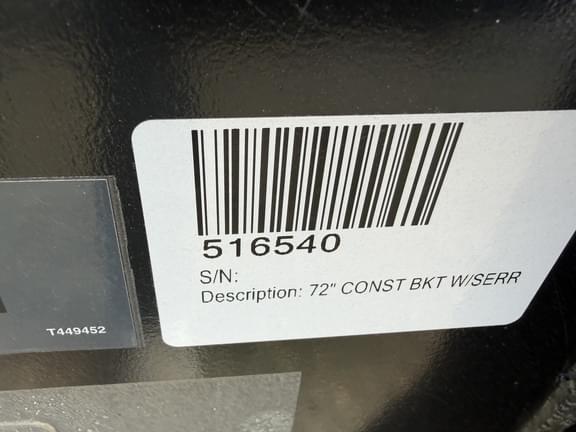 516540
S/N:
Description: 72" CONST BKT W/SERR
T449452